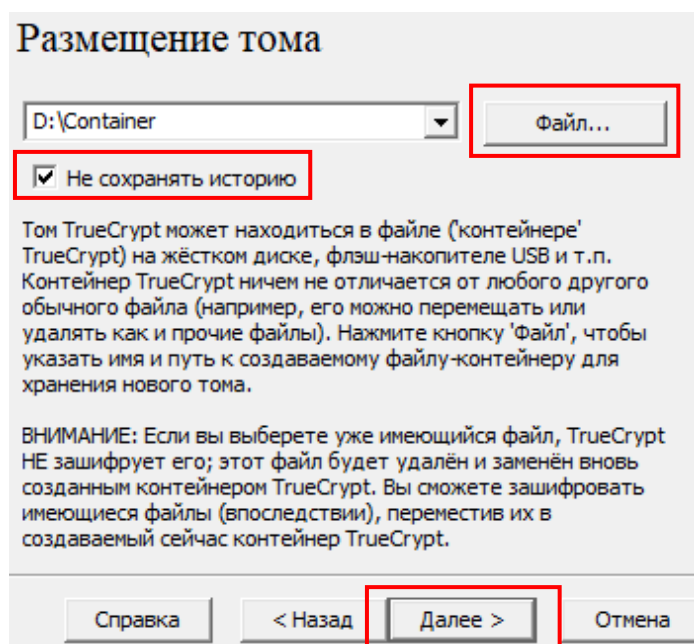 Размещение тома
D:\Container
Файл...
Не сохранять историю
Том TrueCrypt может находиться в файле ('контейнере'
TrueCrypt) на жёстком диске, флэш-накопителе USB и т.п.
Контейнер TrueCrypt ничем не отличается от любого другого
обычного файла (например, его можно перемещать или
удалять как и прочие файлы). Нажмите кнопку 'Файл', чтобы
указать имя и путь к создаваемому файлу-контейнеру для
хранения нового тома.
ВНИМАНИЕ: Если вы выберете уже имеющийся файл, TrueCrypt
НЕ зашифрует его; этот файл будет удалён и заменён вновь
созданным контейнером TrueCrypt. Вы сможете зашифровать
имеющиеся файлы (впоследствии), переместив их в
создаваемый сейчас контейнер TrueCrypt.
Справка
< Назад
Далее >
Отмена